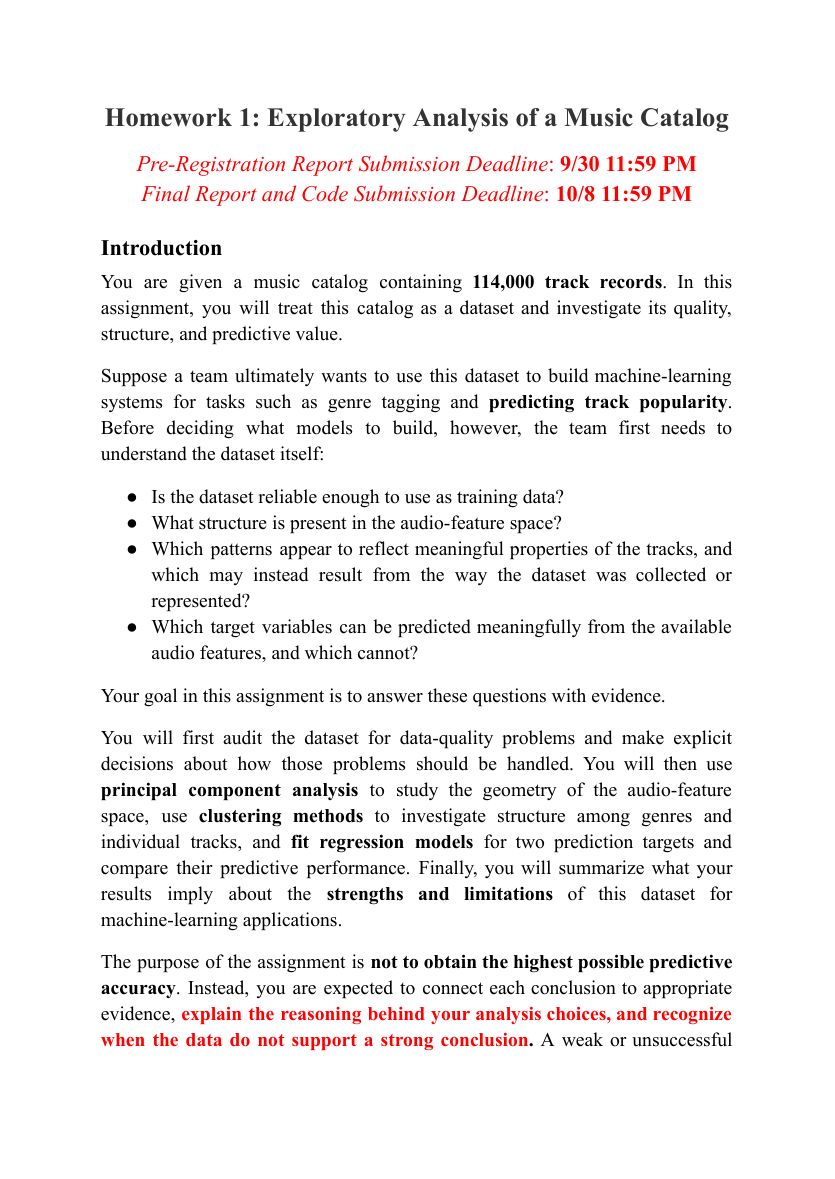 Homework 1: Exploratory Analysis of a Music Catalog
Pre-Registration Report Submission Deadline: 9/30 11:59 PM
Final Report and Code Submission Deadline: 10/8 11:59 PM
Introduction
You are given a music catalog containing 114,000 track records. In this
assignment, you will treat this catalog as a dataset and investigate its quality,
structure, and predictive value.
Suppose a team ultimately wants to use this dataset to build machine-learning
systems for tasks such as genre tagging and predicting track popularity.
Before deciding what models to build, however, the team first needs to
understand the dataset itself:
● Is the dataset reliable enough to use as training data?
● What structure is present in the audio-feature space?
● Which patterns appear to reflect meaningful properties of the tracks, and
which may instead result from the way the dataset was collected or
represented?
● Which target variables can be predicted meaningfully from the available
audio features, and which cannot?
Your goal in this assignment is to answer these questions with evidence.
You will first audit the dataset for data-quality problems and make explicit
decisions about how those problems should be handled. You will then use
principal component analysis to study the geometry of the audio-feature
space, use clustering methods to investigate structure among genres and
individual tracks, and fit regression models for two prediction targets and
compare their predictive performance. Finally, you will summarize what your
results imply about the strengths and limitations of this dataset for
machine-learning applications.
The purpose of the assignment is not to obtain the highest possible predictive
accuracy. Instead, you are expected to connect each conclusion to appropriate
evidence, explain the reasoning behind your analysis choices, and recognize
when the data do not support a strong conclusion. A weak or unsuccessful